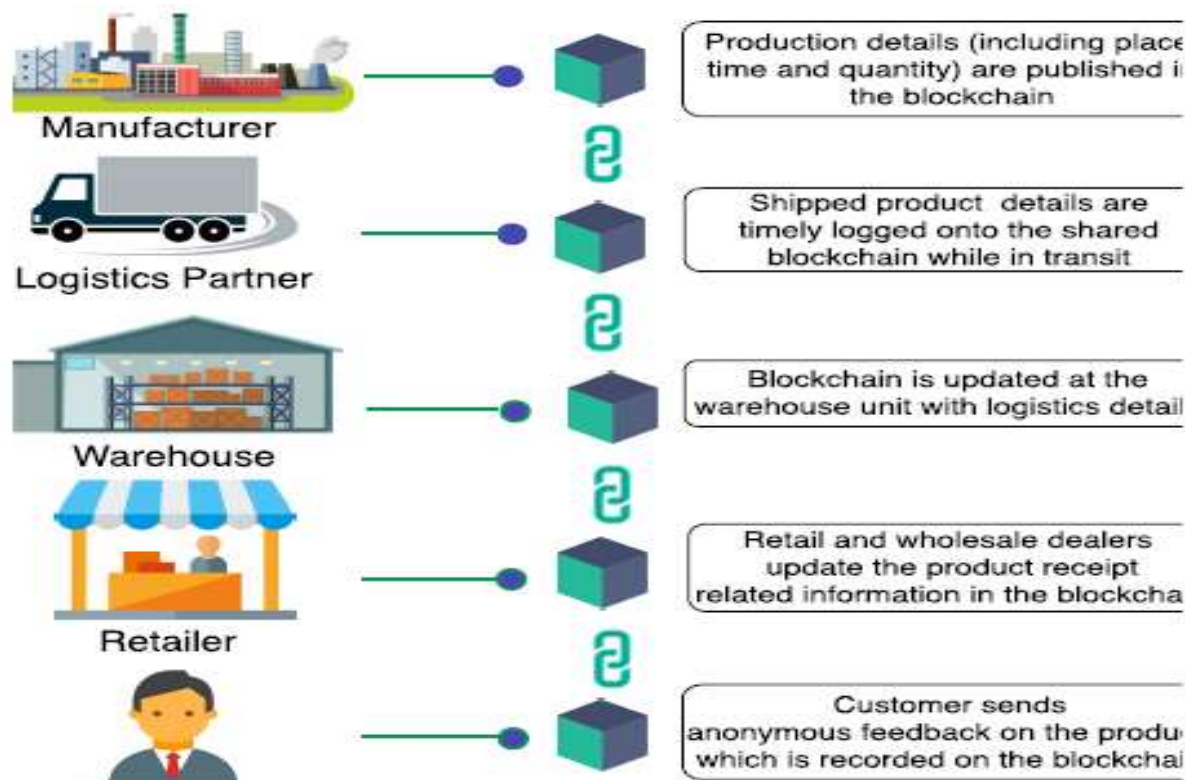 Production details (including place
time and quantity) are published i
the blockchain
Manufacturer
Shipped product details are
timely logged onto the shared
blockchain while in transit
Logistics Partner
Blockchain is updated at the
warehouse unit with logistics detail
Warehouse
Retail and wholesale dealers
update the product receipt
related information in the blockcha
Retailer
Customer sends
anonymous feedback on the produ
which is recorded on the blockchai